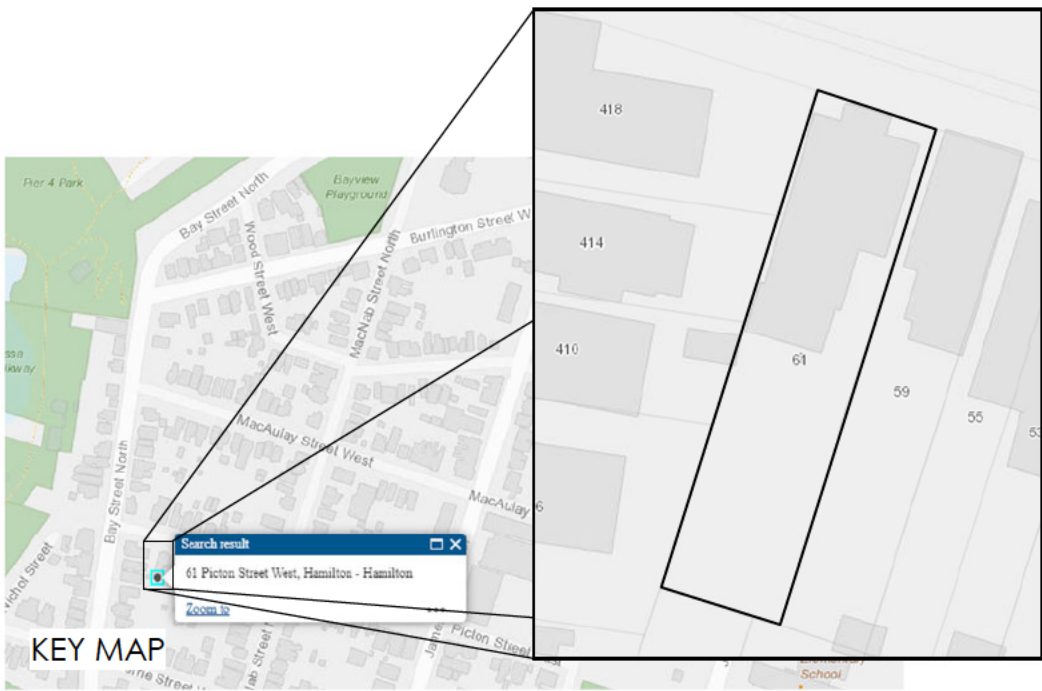 418
414
410
61
59
55
53
6
Pier 4 Park
Bayview
Playground
Bay Street North
Burlington Street W
Wood Street West
MacNab Street North
MacAulay Street West
MacAulay
Bay Street North
Search result
61 Picton Street West, Hamilton - Hamilton
Zoom to
...
Picton Street
School
KEY MAP